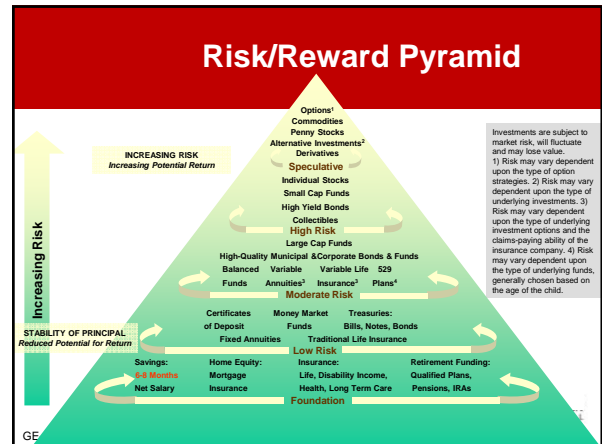 Risk/Reward Pyramid
Options¹
Commodities
Penny Stocks
Alternative Investments²
Derivatives
Speculative
INCREASING RISK
Increasing Potential Return
Individual Stocks
Small Cap Funds
High Yield Bonds
Collectibles
High Risk
Large Cap Funds
High-Quality Municipal &Corporate Bonds & Funds
Balanced Variable Variable Life 529
Funds Annuities³ Insurance³ Plans⁴
Moderate Risk
Certificates Money Market Treasuries:
of Deposit Funds Bills, Notes, Bonds
Fixed Annuities Traditional Life Insurance
Low Risk
Savings: Home Equity: Insurance: Retirement Funding:
6-8 Months Mortgage Life, Disability Income, Qualified Plans,
Net Salary Insurance Health, Long Term Care Pensions, IRAs
Foundation
Increasing Risk
STABILITY OF PRINCIPAL
Reduced Potential for Return
Investments are subject to
market risk, will fluctuate
and may lose value.
1) Risk may vary dependent
upon the type of option
strategies. 2) Risk may vary
dependent upon the type of
underlying investments. 3)
Risk may vary dependent
upon the type of underlying
investment options and the
claims-paying ability of the
insurance company. 4) Risk
may vary dependent upon
the type of underlying funds,
generally chosen based on
the age of the child.
GE